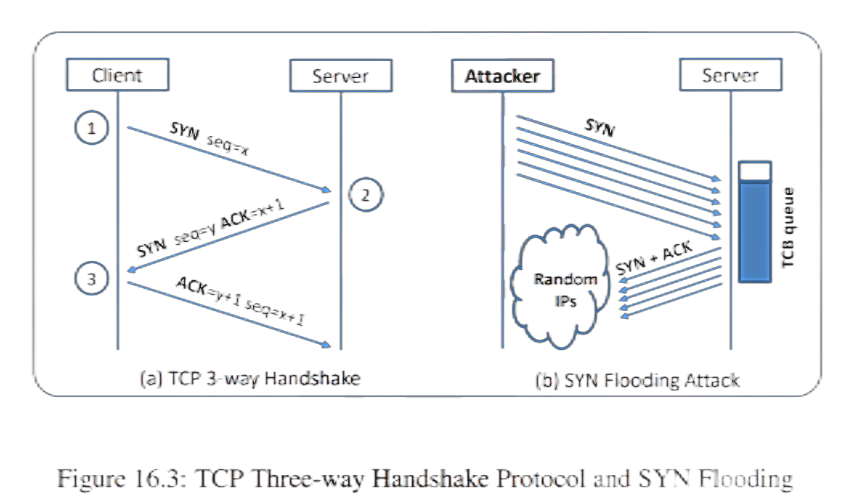 Client
Server
1
SYN seq=x
2
SYN seq=y ACK=x+1
3
ACK=y+1 seq=x+1
(a) TCP 3-way Handshake
Attacker
Server
SYN
TCB queue
SYN + ACK
Random
IPs
(b) SYN Flooding Attack
Figure 16.3: TCP Three-way Handshake Protocol and SYN Flooding